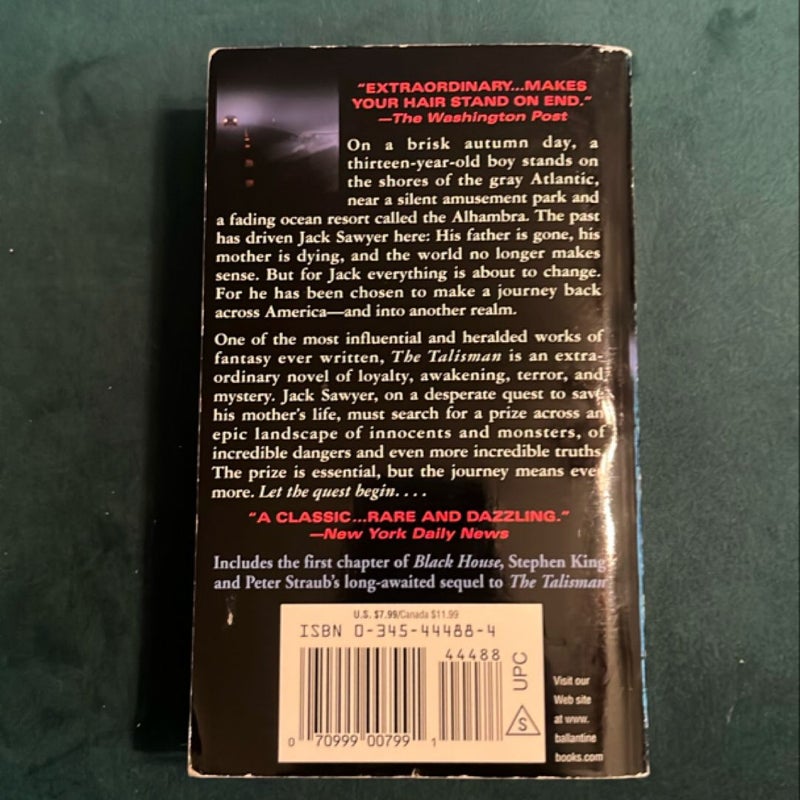 "EXTRAORDINARY...MAKES
YOUR HAIR STAND ON END."
—The Washington Post
On a brisk autumn day, a
thirteen-year-old boy stands on
the shores of the gray Atlantic,
near a silent amusement park and
a fading ocean resort called the Alhambra. The past
has driven Jack Sawyer here: His father is gone, his
mother is dying, and the world no longer makes
sense. But for Jack everything is about to change.
For he has been chosen to make a journey back
across America—and into another realm.
One of the most influential and heralded works of
fantasy ever written, The Talisman is an extra-
ordinary novel of loyalty, awakening, terror, and
mystery. Jack Sawyer, on a desperate quest to save
his mother's life, must search for a prize across an
epic landscape of innocents and monsters, of
incredible dangers and even more incredible truths.
The prize is essential, but the journey means even
more. Let the quest begin. . . .
"A CLASSIC...RARE AND DAZZLING."
—New York Daily News
Includes the first chapter of Black House, Stephen King
and Peter Straub's long-awaited sequel to The Talisman
U.S. $7.99/Canada $11.99
ISBN 0-345-44488-4
44488
UPC
S
0 70999 00799 1
Visit our
Web site
at www.
ballantine
books.com